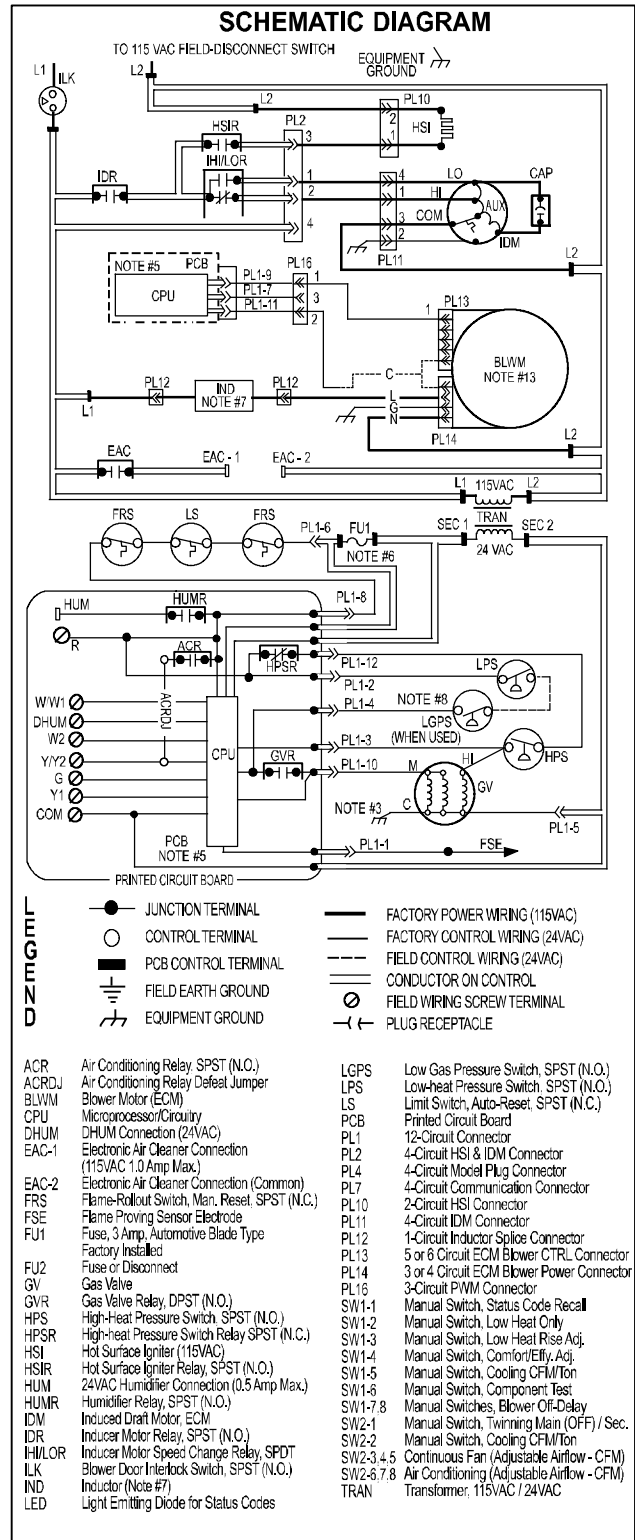 SCHEMATIC DIAGRAM
TO 115 VAC FIELD-DISCONNECT SWITCH
EQUIPMENT
GROUND
L1
ILK
L2
L2
L2
PL10
2
1
HSI
PL2
HSIR
3
IHI/LOR
IDR
1
2
4
4
1
3
2
PL11
LO
HI
COM
AUX
IDM
CAP
L2
NOTE #5
PCB
CPU
PL1-9
PL1-7
PL1-11
PL16
1
3
2
PL13
1
BLWM
NOTE #13
C
L1
PL12
IND
NOTE #7
PL12
L
G
N
PL14
L2
EAC
EAC - 1
EAC - 2
L1
115VAC
L2
TRAN
SEC 1
24 VAC
SEC 2
FRS
LS
FRS
PL1-6
FU1
NOTE #6
HUM
HUMR
PL1-8
R
ACR
HPSR
PL1-12
PL1-2
LPS
PL1-4
NOTE #8
LGPS
(WHEN USED)
ACRDJ
W/W1
DHUM
W2
Y/Y2
G
Y1
COM
CPU
PL1-3
HPS
GVR
PL1-10
M
HI
GV
C
NOTE #3
PL1-5
PCB
NOTE #5
PL1-1
FSE
PRINTED CIRCUIT BOARD
LEGEND
JUNCTION TERMINAL
CONTROL TERMINAL
PCB CONTROL TERMINAL
FIELD EARTH GROUND
EQUIPMENT GROUND
FACTORY POWER WIRING (115VAC)
FACTORY CONTROL WIRING (24VAC)
FIELD CONTROL WIRING (24VAC)
CONDUCTOR ON CONTROL
FIELD WIRING SCREW TERMINAL
PLUG RECEPTACLE
ACR Air Conditioning Relay. SPST (N.O.)
ACRDJ Air Conditioning Relay Defeat Jumper
BLWM Blower Motor (ECM)
CPU Microprocessor/Circuitry
DHUM DHUM Connection (24VAC)
EAC-1 Electronic Air Cleaner Connection
(115VAC 1.0 Amp Max.)
EAC-2 Electronic Air Cleaner Connection (Common)
FRS Flame-Rollout Switch, Man. Reset, SPST (N.C.)
FSE Flame Proving Sensor Electrode
FU1 Fuse, 3 Amp, Automotive Blade Type
Factory Installed
FU2 Fuse or Disconnect
GV Gas Valve
GVR Gas Valve Relay, DPST (N.O.)
HPS High-Heat Pressure Switch, SPST (N.O.)
HPSR High-heat Pressure Switch Relay SPST (N.C.)
HSI Hot Surface Igniter (115VAC)
HSIR Hot Surface Igniter Relay, SPST (N.O.)
HUM 24VAC Humidifier Connection (0.5 Amp Max.)
HUMR Humidifier Relay, SPST (N.O.)
IDM Induced Draft Motor, ECM
IDR Inducer Motor Relay, SPST (N.O.)
IHI/LOR Inducer Motor Speed Change Relay, SPDT
ILK Blower Door Interlock Switch, SPST (N.O.)
IND Inductor (Note #7)
LED Light Emitting Diode for Status Codes
LGPS Low Gas Pressure Switch, SPST (N.O.)
LPS Low-heat Pressure Switch. SPST (N.O.)
LS Limit Switch, Auto-Reset, SPST (N.C.)
PCB Printed Circuit Board
PL1 12-Circuit Connector
PL2 4-Circuit HSI & IDM Connector
PL4 4-Circuit Model Plug Connector
PL7 4-Circuit Communication Connector
PL10 2-Circuit HSI Connector
PL11 4-Circuit IDM Connector
PL12 1-Circuit Inductor Splice Connector
PL13 5 or 6 Circuit ECM Blower CTRL Connector
PL14 3 or 4 Circuit ECM Blower Power Connector
PL16 3-Circuit PWM Connector
SW1-1 Manual Switch, Status Code Recall
SW1-2 Manual Switch, Low Heat Only
SW1-3 Manual Switch, Low Heat Rise Adj.
SW1-4 Manual Switch, Comfort/Effy. Adj.
SW1-5 Manual Switch, Cooling CFM/Ton
SW1-6 Manual Switch, Component Test
SW1-7,8 Manual Switches, Blower Off-Delay
SW2-1 Manual Switch, Twinning Main (OFF) / Sec.
SW2-2 Manual Switch, Cooling CFM/Ton
SW2-3,4,5 Continuous Fan (Adjustable Airflow - CFM)
SW2-6,7,8 Air Conditioning (Adjustable Airflow - CFM)
TRAN Transformer, 115VAC / 24VAC